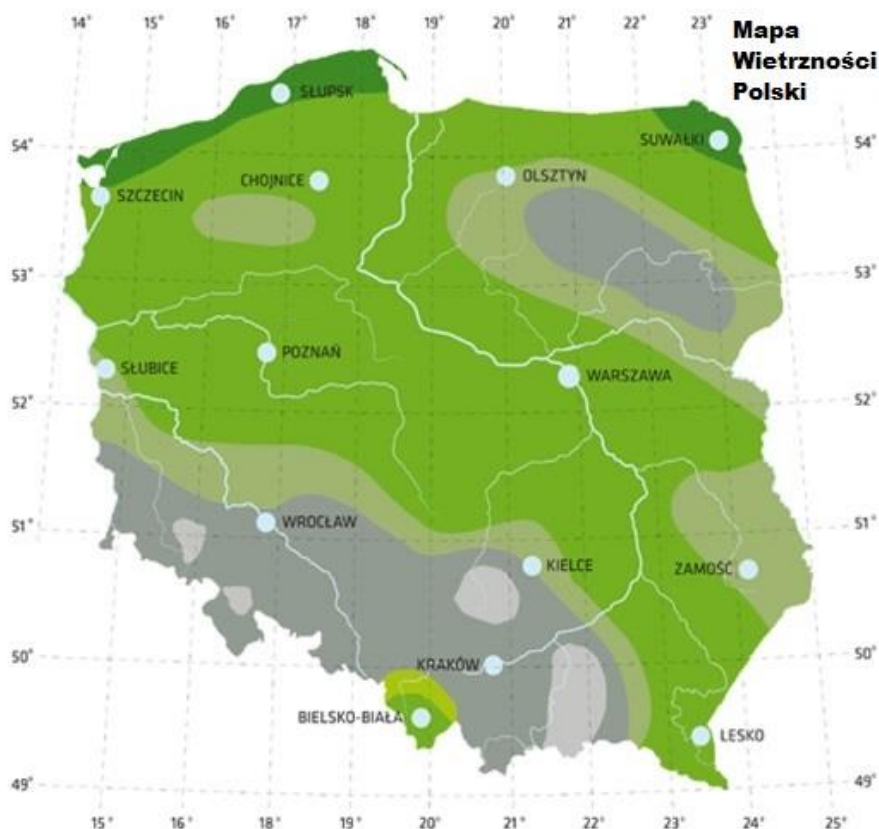 14° 15° 16° 17° 18° 19° 20° 21° 22° 23°
Mapa
Wietrzności
Polski
SŁUPSK
54° SUWAŁKI 54°
CHOJNICE OLSZTYN
SZCZECIN
53° 53°
POZNAŃ
SŁUBICE WARSZAWA
52° 52°
WROCŁAW
51° 51°
KIELCE ZAMOŚĆ
50° KRAKÓW 50°
BIELSKO-BIAŁA LESKO
49° 49°
15° 16° 17° 18° 19° 20° 21° 22° 23° 24° 25°